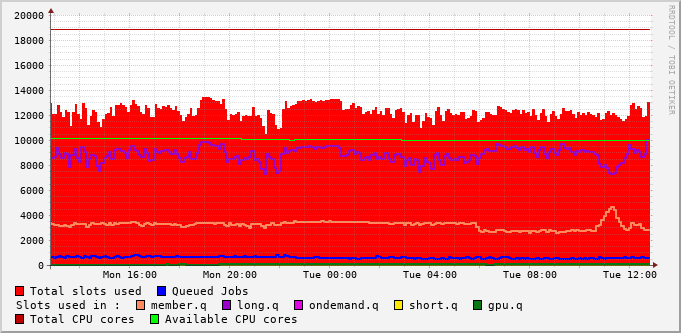 20000
18000
16000
14000
12000
10000
8000
6000
4000
2000
0
Mon 16:00 Mon 20:00 Tue 00:00 Tue 04:00 Tue 08:00 Tue 12:00
RRDTOOL / TOBI OETIKER
Total slots used Queued Jobs
Slots used in : member.q long.q ondemand.q short.q gpu.q
Total CPU cores Available CPU cores